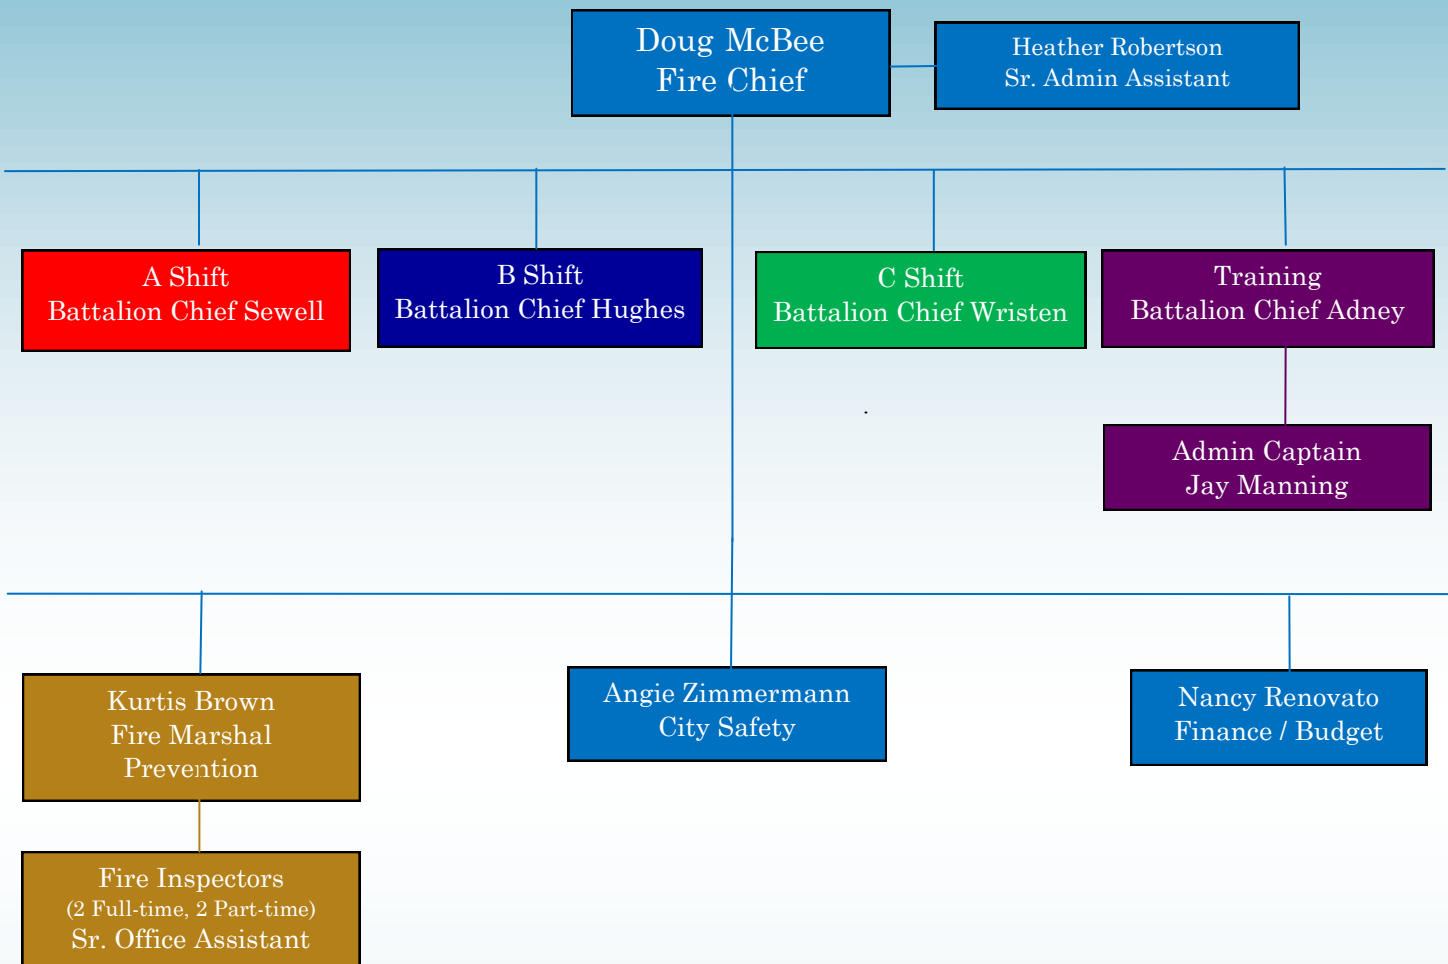 Doug McBee
Fire Chief
Heather Robertson
Sr. Admin Assistant
A Shift
Battalion Chief Sewell
B Shift
Battalion Chief Hughes
C Shift
Battalion Chief Wristen
Training
Battalion Chief Adney
.
Admin Captain
Jay Manning
Kurtis Brown
Fire Marshal
Prevention
Angie Zimmermann
City Safety
Nancy Renovato
Finance / Budget
Fire Inspectors
(2 Full-time, 2 Part-time)
Sr. Office Assistant